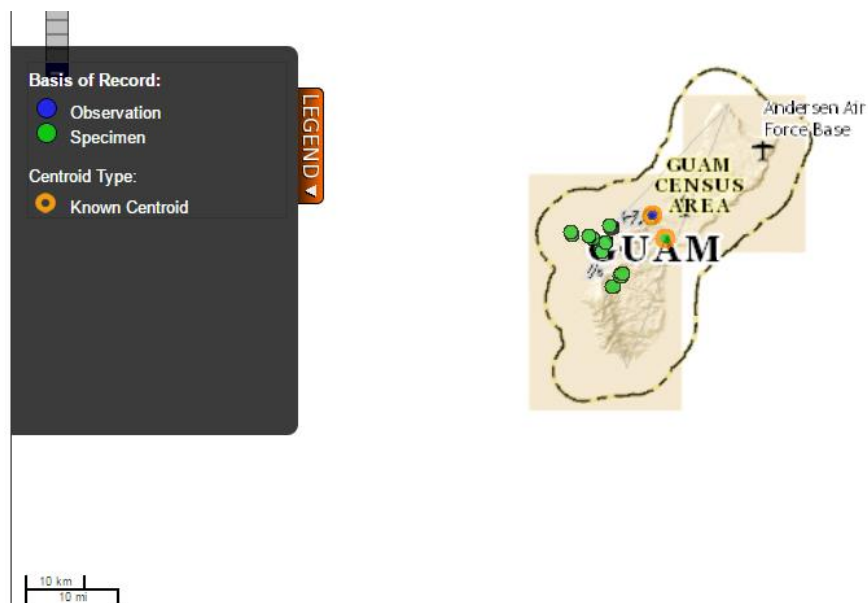 Basis of Record:
Observation
Specimen
Centroid Type:
Known Centroid
LEGEND
Andersen Air
Force Base
GUAM
CENSUS
AREA
GUAM
10 km
10 mi